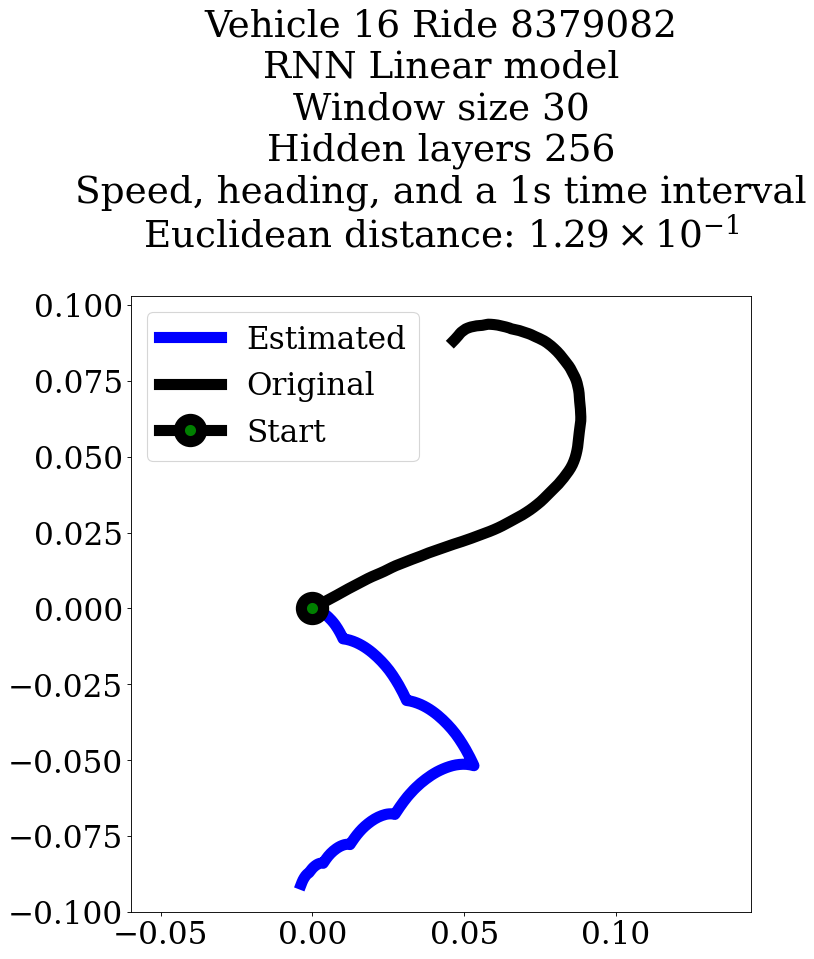 Vehicle 16 Ride 8379082
RNN Linear model
Window size 30
Hidden layers 256
Speed, heading, and a 1s time interval
Euclidean distance: 1.29 × 10⁻¹
0.100
0.075
0.050
0.025
0.000
−0.025
−0.050
−0.075
−0.100
Estimated
Original
Start
−0.05
0.00
0.05
0.10